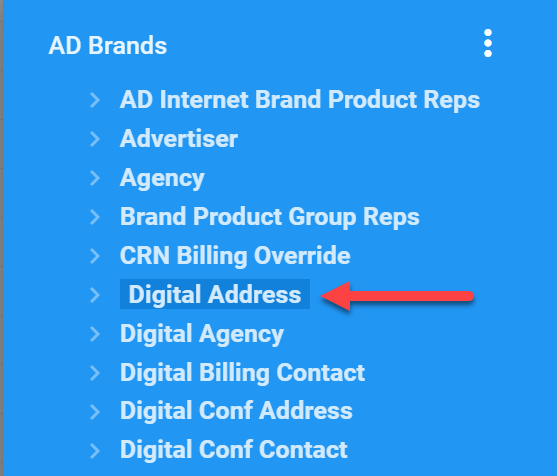 AD Brands
AD Internet Brand Product Reps
Advertiser
Agency
Brand Product Group Reps
CRN Billing Override
Digital Address
Digital Agency
Digital Billing Contact
Digital Conf Address
Digital Conf Contact